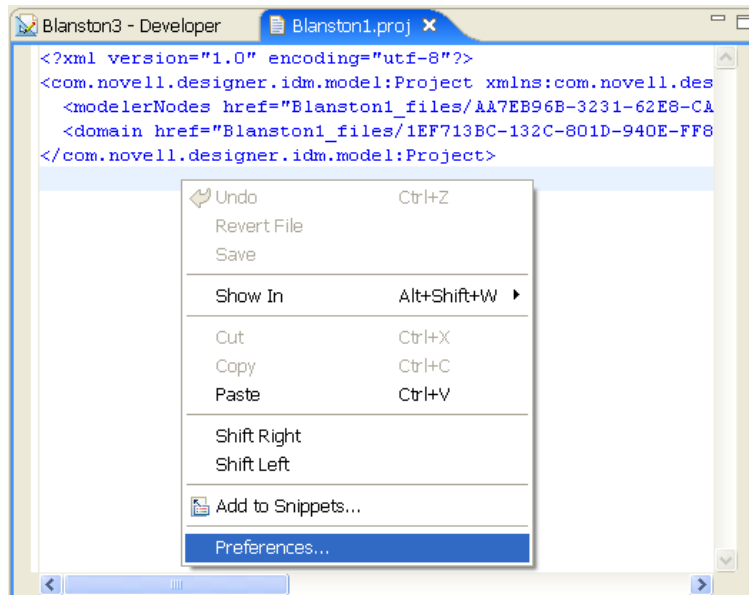 Blanston3 - Developer
Blanston1.proj
<?xml version="1.0" encoding="utf-8"?>
<com.novell.designer.idm.model:Project xmlns:com.novell.des
<modelerNodes href="Blanston1_files/AA7EB96B-3231-62E8-CA
<domain href="Blanston1_files/1EF713BC-132C-801D-940E-FF8
</com.novell.designer.idm.model:Project>
Undo Ctrl+Z
Revert File
Save
Show In Alt+Shift+W
Cut Ctrl+X
Copy Ctrl+C
Paste Ctrl+V
Shift Right
Shift Left
Add to Snippets...
Preferences...